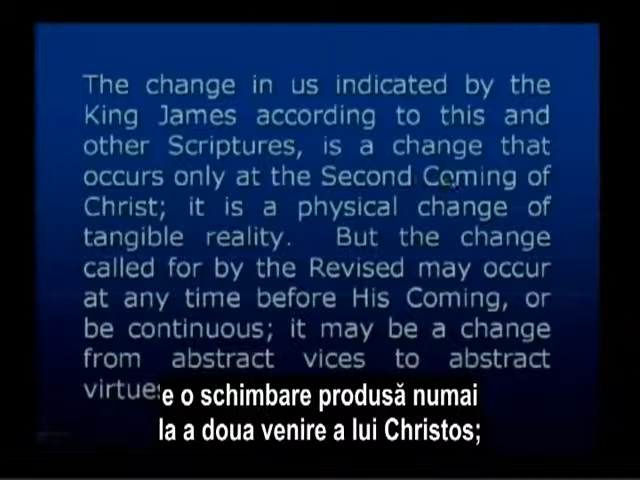 The change in us indicated by the
King James according to this and
other Scriptures, is a change that
occurs only at the Second Coming of
Christ; it is a physical change of
tangible reality. But the change
called for by the Revised may occur
at any time before His Coming, or
be continuous; it may be a change
from abstract vices to abstract
virtues
e o schimbare produsă numai
la a doua venire a lui Christos;